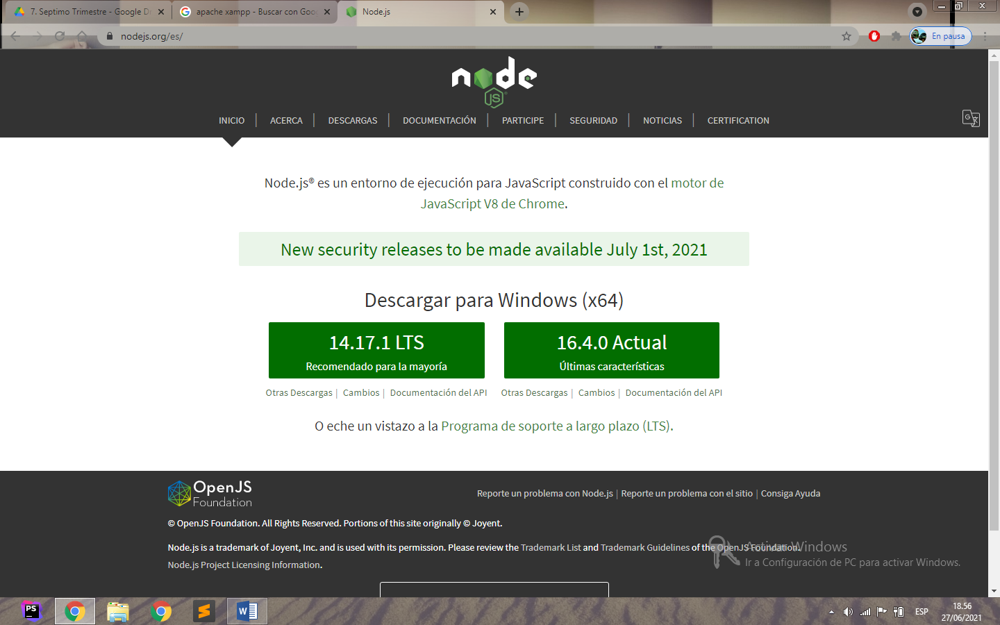 7. Septimo Trimestre - Google Dr
apache xampp - Buscar con Goo
Node.js
nodejs.org/es/
En pausa
node
JS
INICIO
ACERCA
DESCARGAS
DOCUMENTACIÓN
PARTICIPE
SEGURIDAD
NOTICIAS
CERTIFICATION
Node.js® es un entorno de ejecución para JavaScript construido con el motor de
JavaScript V8 de Chrome.
New security releases to be made available July 1st, 2021
Descargar para Windows (x64)
14.17.1 LTS
Recomendado para la mayoría
16.4.0 Actual
Últimas características
Otras Descargas | Cambios | Documentación del API
Otras Descargas | Cambios | Documentación del API
O eche un vistazo a la Programa de soporte a largo plazo (LTS).
OpenJS
Foundation
Reporte un problema con Node.js | Reporte un problema con el sitio | Consiga Ayuda
© OpenJS Foundation. All Rights Reserved. Portions of this site originally © Joyent.
Node.js is a trademark of Joyent, Inc. and is used with its permission. Please review the Trademark List and Trademark Guidelines of the OpenJS Foundation.
Node.js Project Licensing Information.
Activar Windows
Ir a Configuración de PC para activar Windows.
PS
W
ESP
18.56
27/06/2021